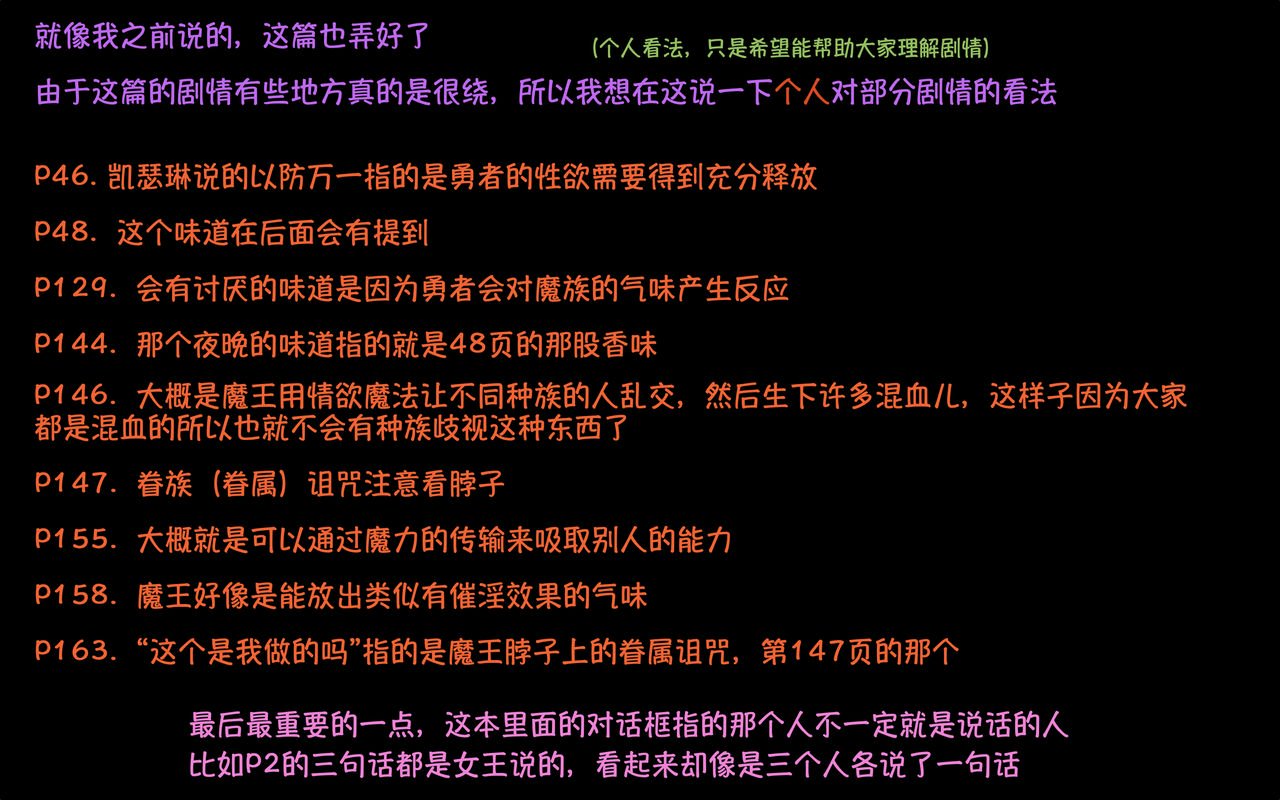 就像我之前说的，这篇也弄好了
(个人看法，只是希望能帮助大家理解剧情)
由于这篇的剧情有些地方真的是很绕，所以我想在这说一下个人对部分剧情的看法
P46. 凯瑟琳说的以防万一指的是勇者的性欲需要得到充分释放
P48. 这个味道在后面会有提到
P129. 会有讨厌的味道是因为勇者会对魔族的气味产生反应
P144. 那个夜晚的味道指的就是48页的那股香味
P146. 大概是魔王用情欲魔法让不同种族的人乱交，然后生下许多混血儿，这样子因为大家
都是混血的所以也就不会有种族歧视这种东西了
P147. 眷族（眷属）诅咒注意看脖子
P155. 大概就是可以通过魔力的传输来吸取别人的能力
P158. 魔王好像是能放出类似有催淫效果的气味
P163. “这个是我做的吗”指的是魔王脖子上的眷属诅咒，第147页的那个
最后最重要的一点，这本里面的对话框指的那个人不一定就是说话的人
比如P2的三句话都是女王说的，看起来却像是三个人各说了一句话